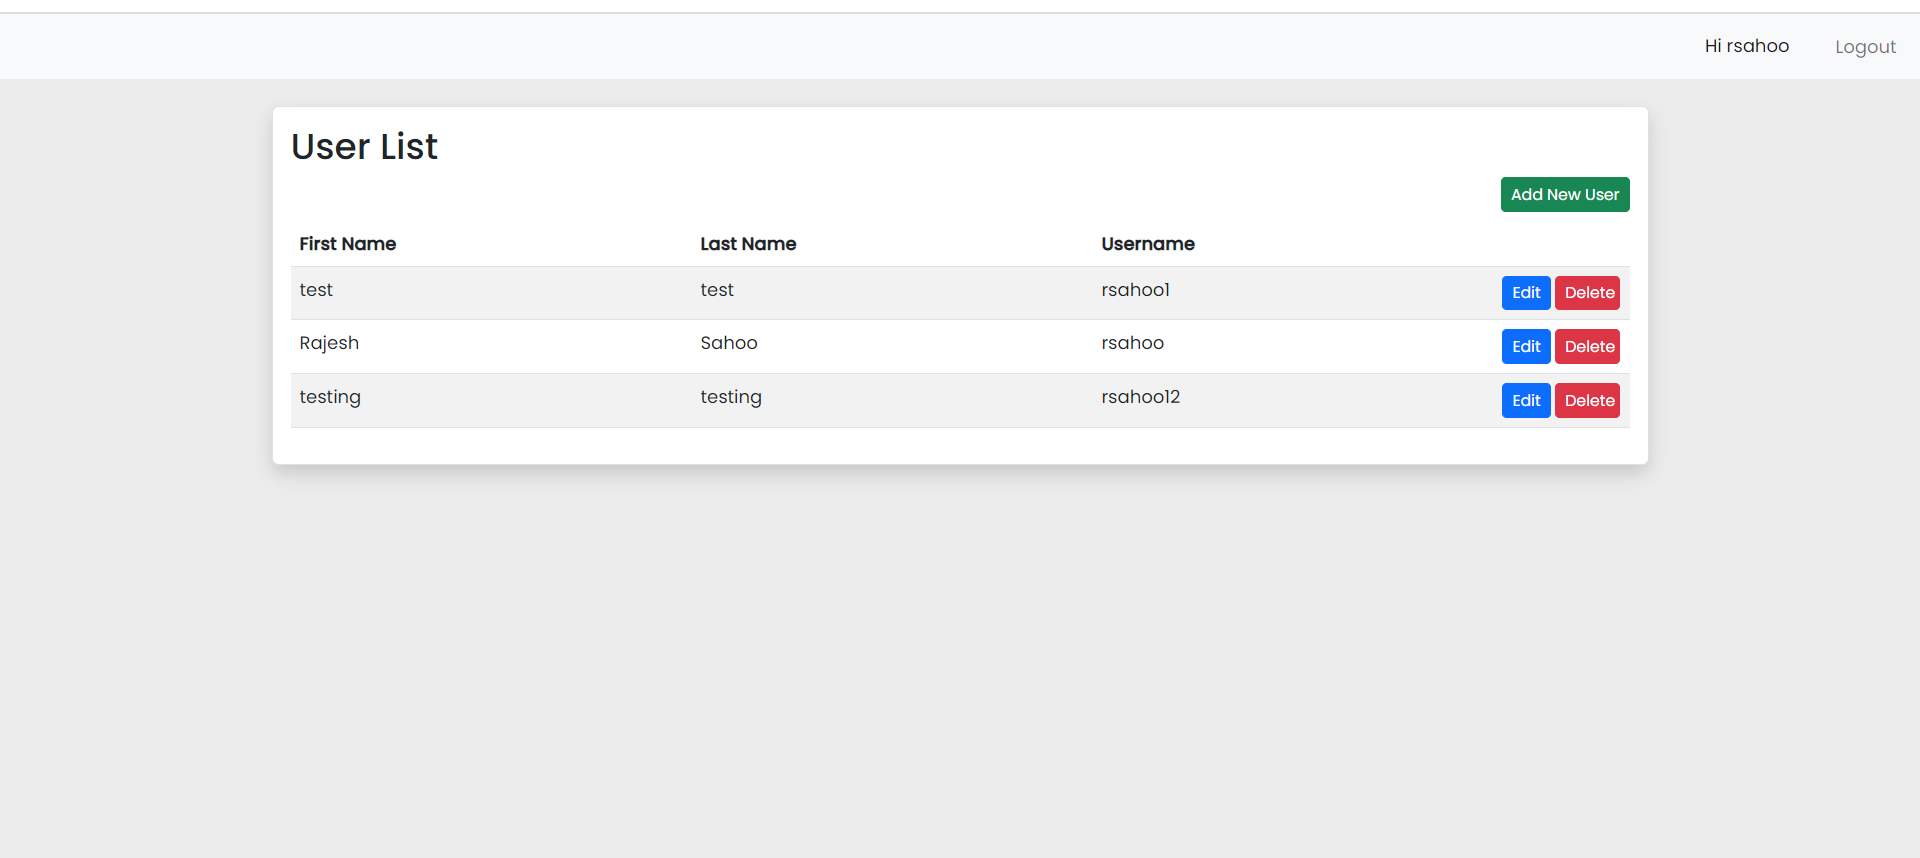 Hi rsahoo Logout
User List
Add New User
First Name Last Name Username
test test rsahoo1 Edit Delete
Rajesh Sahoo rsahoo Edit Delete
testing testing rsahoo12 Edit Delete